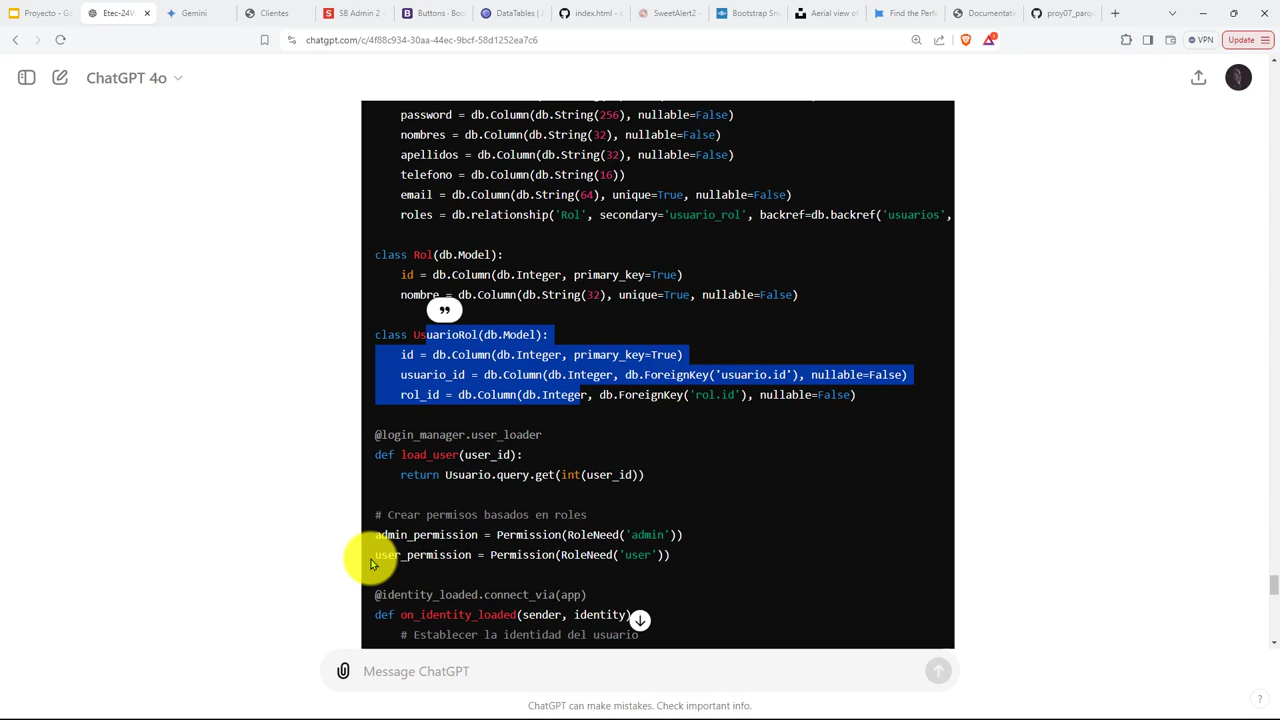 Proyecto - G
Etec-24W
Gemini
Clientes
SB Admin 2 -
Buttons - Boo
DataTables | J
index.html - s
SweetAlert2 -
Bootstrap Sni
Aerial view of
Find the Perfe
Documentati
proy07_parqu
chatgpt.com/c/4f88c934-30aa-44ec-9bcf-58d1252ea7c6
VPN
Update
ChatGPT 4o
password = db.Column(db.String(256), nullable=False)
nombres = db.Column(db.String(32), nullable=False)
apellidos = db.Column(db.String(32), nullable=False)
telefono = db.Column(db.String(16))
email = db.Column(db.String(64), unique=True, nullable=False)
roles = db.relationship('Rol', secondary='usuario_rol', backref=db.backref('usuarios',
class Rol(db.Model):
id = db.Column(db.Integer, primary_key=True)
nombre = db.Column(db.String(32), unique=True, nullable=False)
class UsuarioRol(db.Model):
id = db.Column(db.Integer, primary_key=True)
usuario_id = db.Column(db.Integer, db.ForeignKey('usuario.id'), nullable=False)
rol_id = db.Column(db.Integer, db.ForeignKey('rol.id'), nullable=False)
@login_manager.user_loader
def load_user(user_id):
return Usuario.query.get(int(user_id))
# Crear permisos basados en roles
admin_permission = Permission(RoleNeed('admin'))
user_permission = Permission(RoleNeed('user'))
@identity_loaded.connect_via(app)
def on_identity_loaded(sender, identity)
# Establecer la identidad del usuario
Message ChatGPT
ChatGPT can make mistakes. Check important info.
?